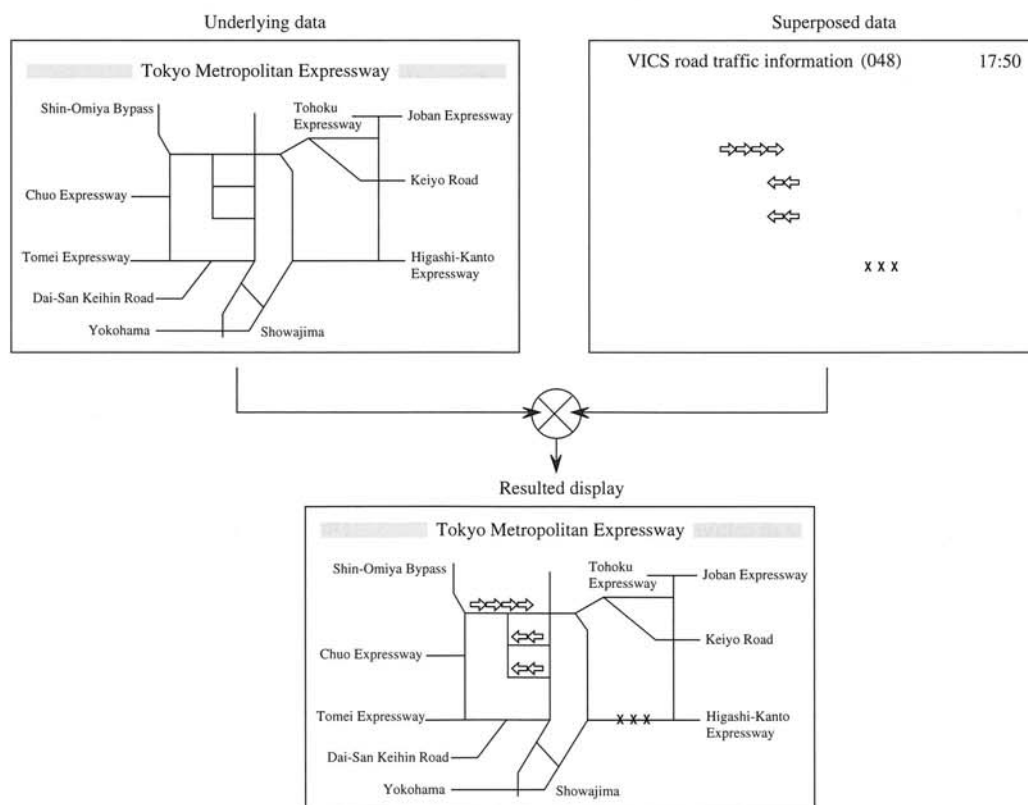 Underlying data
Tokyo Metropolitan Expressway
Shin-Omiya Bypass
Tohoku
Expressway
Joban Expressway
Keiyo Road
Chuo Expressway
Tomei Expressway
Higashi-Kanto
Expressway
Dai-San Keihin Road
Yokohama
Showajima
Superposed data
VICS road traffic information (048) 17:50
X X X
Resulted display
Tokyo Metropolitan Expressway
Shin-Omiya Bypass
Tohoku
Expressway
Joban Expressway
Keiyo Road
Chuo Expressway
Tomei Expressway
X X X
Higashi-Kanto
Expressway
Dai-San Keihin Road
Yokohama
Showajima